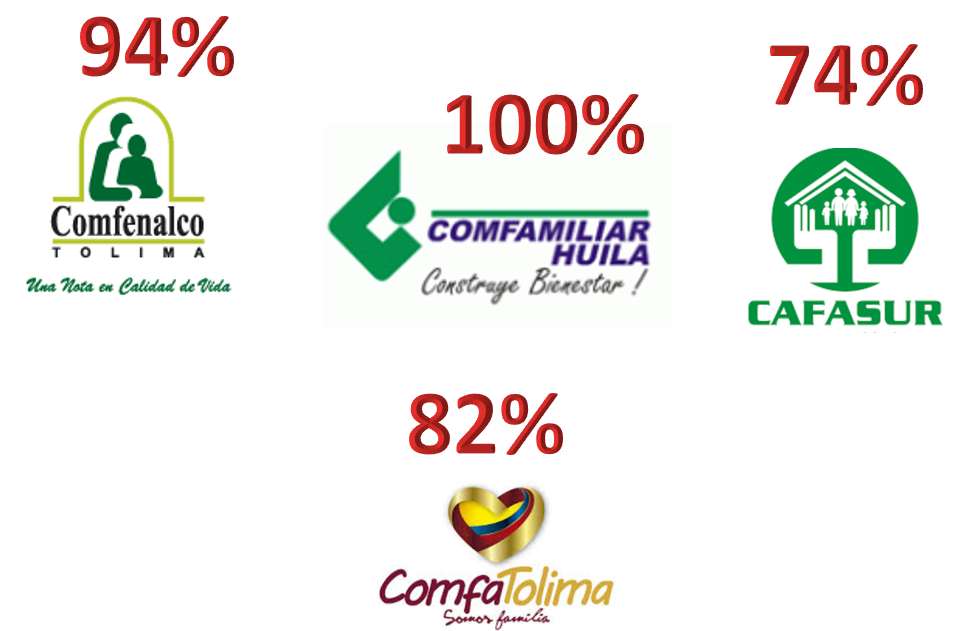 94%
Comfenalco
TOLIMA
Una Nota en Calidad de Vida
100%
COMFAMILIAR
HUILA
Construye Bienestar !
74%
CAFASUR
82%
ComfaTolima
Somos familia